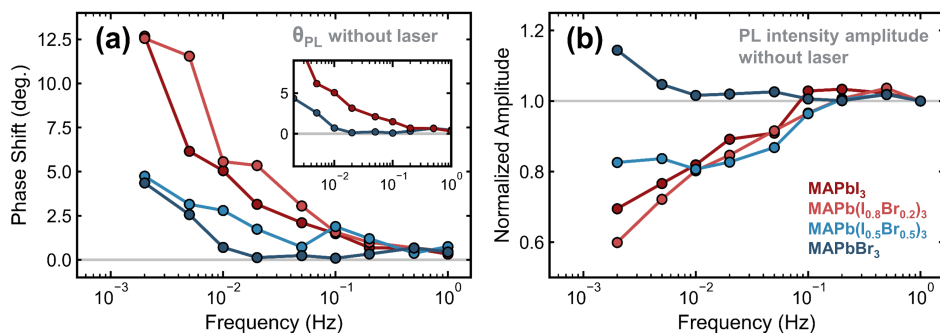 (a)
θPL without laser
12.5
10.0
7.5
5.0
2.5
0.0
Phase Shift (deg.)
5
0
10⁻² 10⁻¹ 10⁰
10⁻³ 10⁻² 10⁻¹ 10⁰
Frequency (Hz)
(b)
PL intensity amplitude
without laser
1.2
1.0
0.8
0.6
Normalized Amplitude
MAPbI₃
MAPb(I₀.₈Br₀.₂)₃
MAPb(I₀.₅Br₀.₅)₃
MAPbBr₃
10⁻³ 10⁻² 10⁻¹ 10⁰
Frequency (Hz)